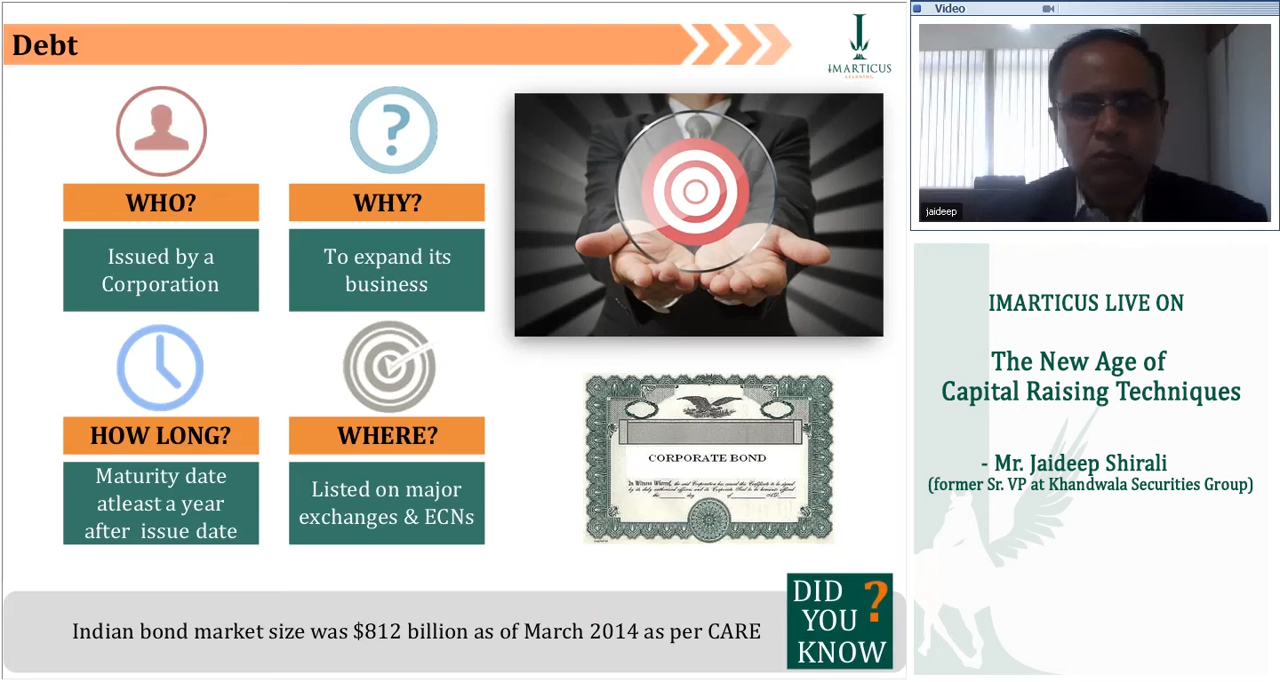 Debt
IMARTICUS
LEARNING
WHO?
Issued by a
Corporation
WHY?
To expand its
business
HOW LONG?
Maturity date
atleast a year
after issue date
WHERE?
Listed on major
exchanges & ECNs
CORPORATE BOND
DID
YOU
KNOW
?
Indian bond market size was $812 billion as of March 2014 as per CARE
Video
jaideep
IMARTICUS LIVE ON
The New Age of
Capital Raising Techniques
- Mr. Jaideep Shirali
(former Sr. VP at Khandwala Securities Group)